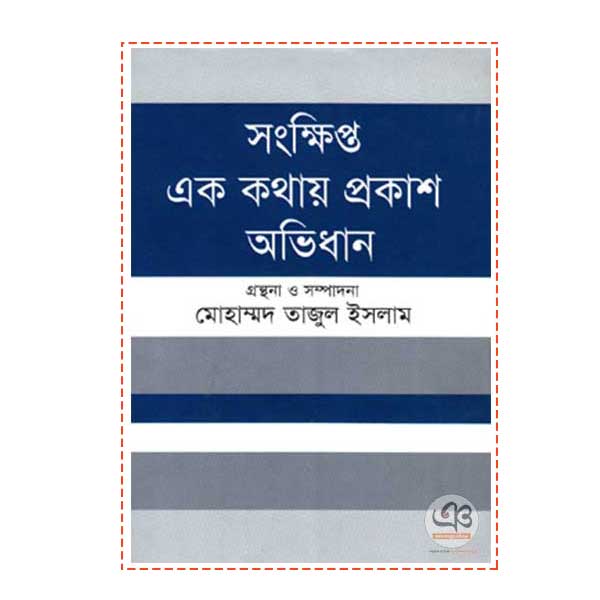 সংক্ষিপ্ত
এক কথায় প্রকাশ
অভিধান
গ্রন্থনা ও সম্পাদনা
মোহাম্মদ তাজুল ইসলাম